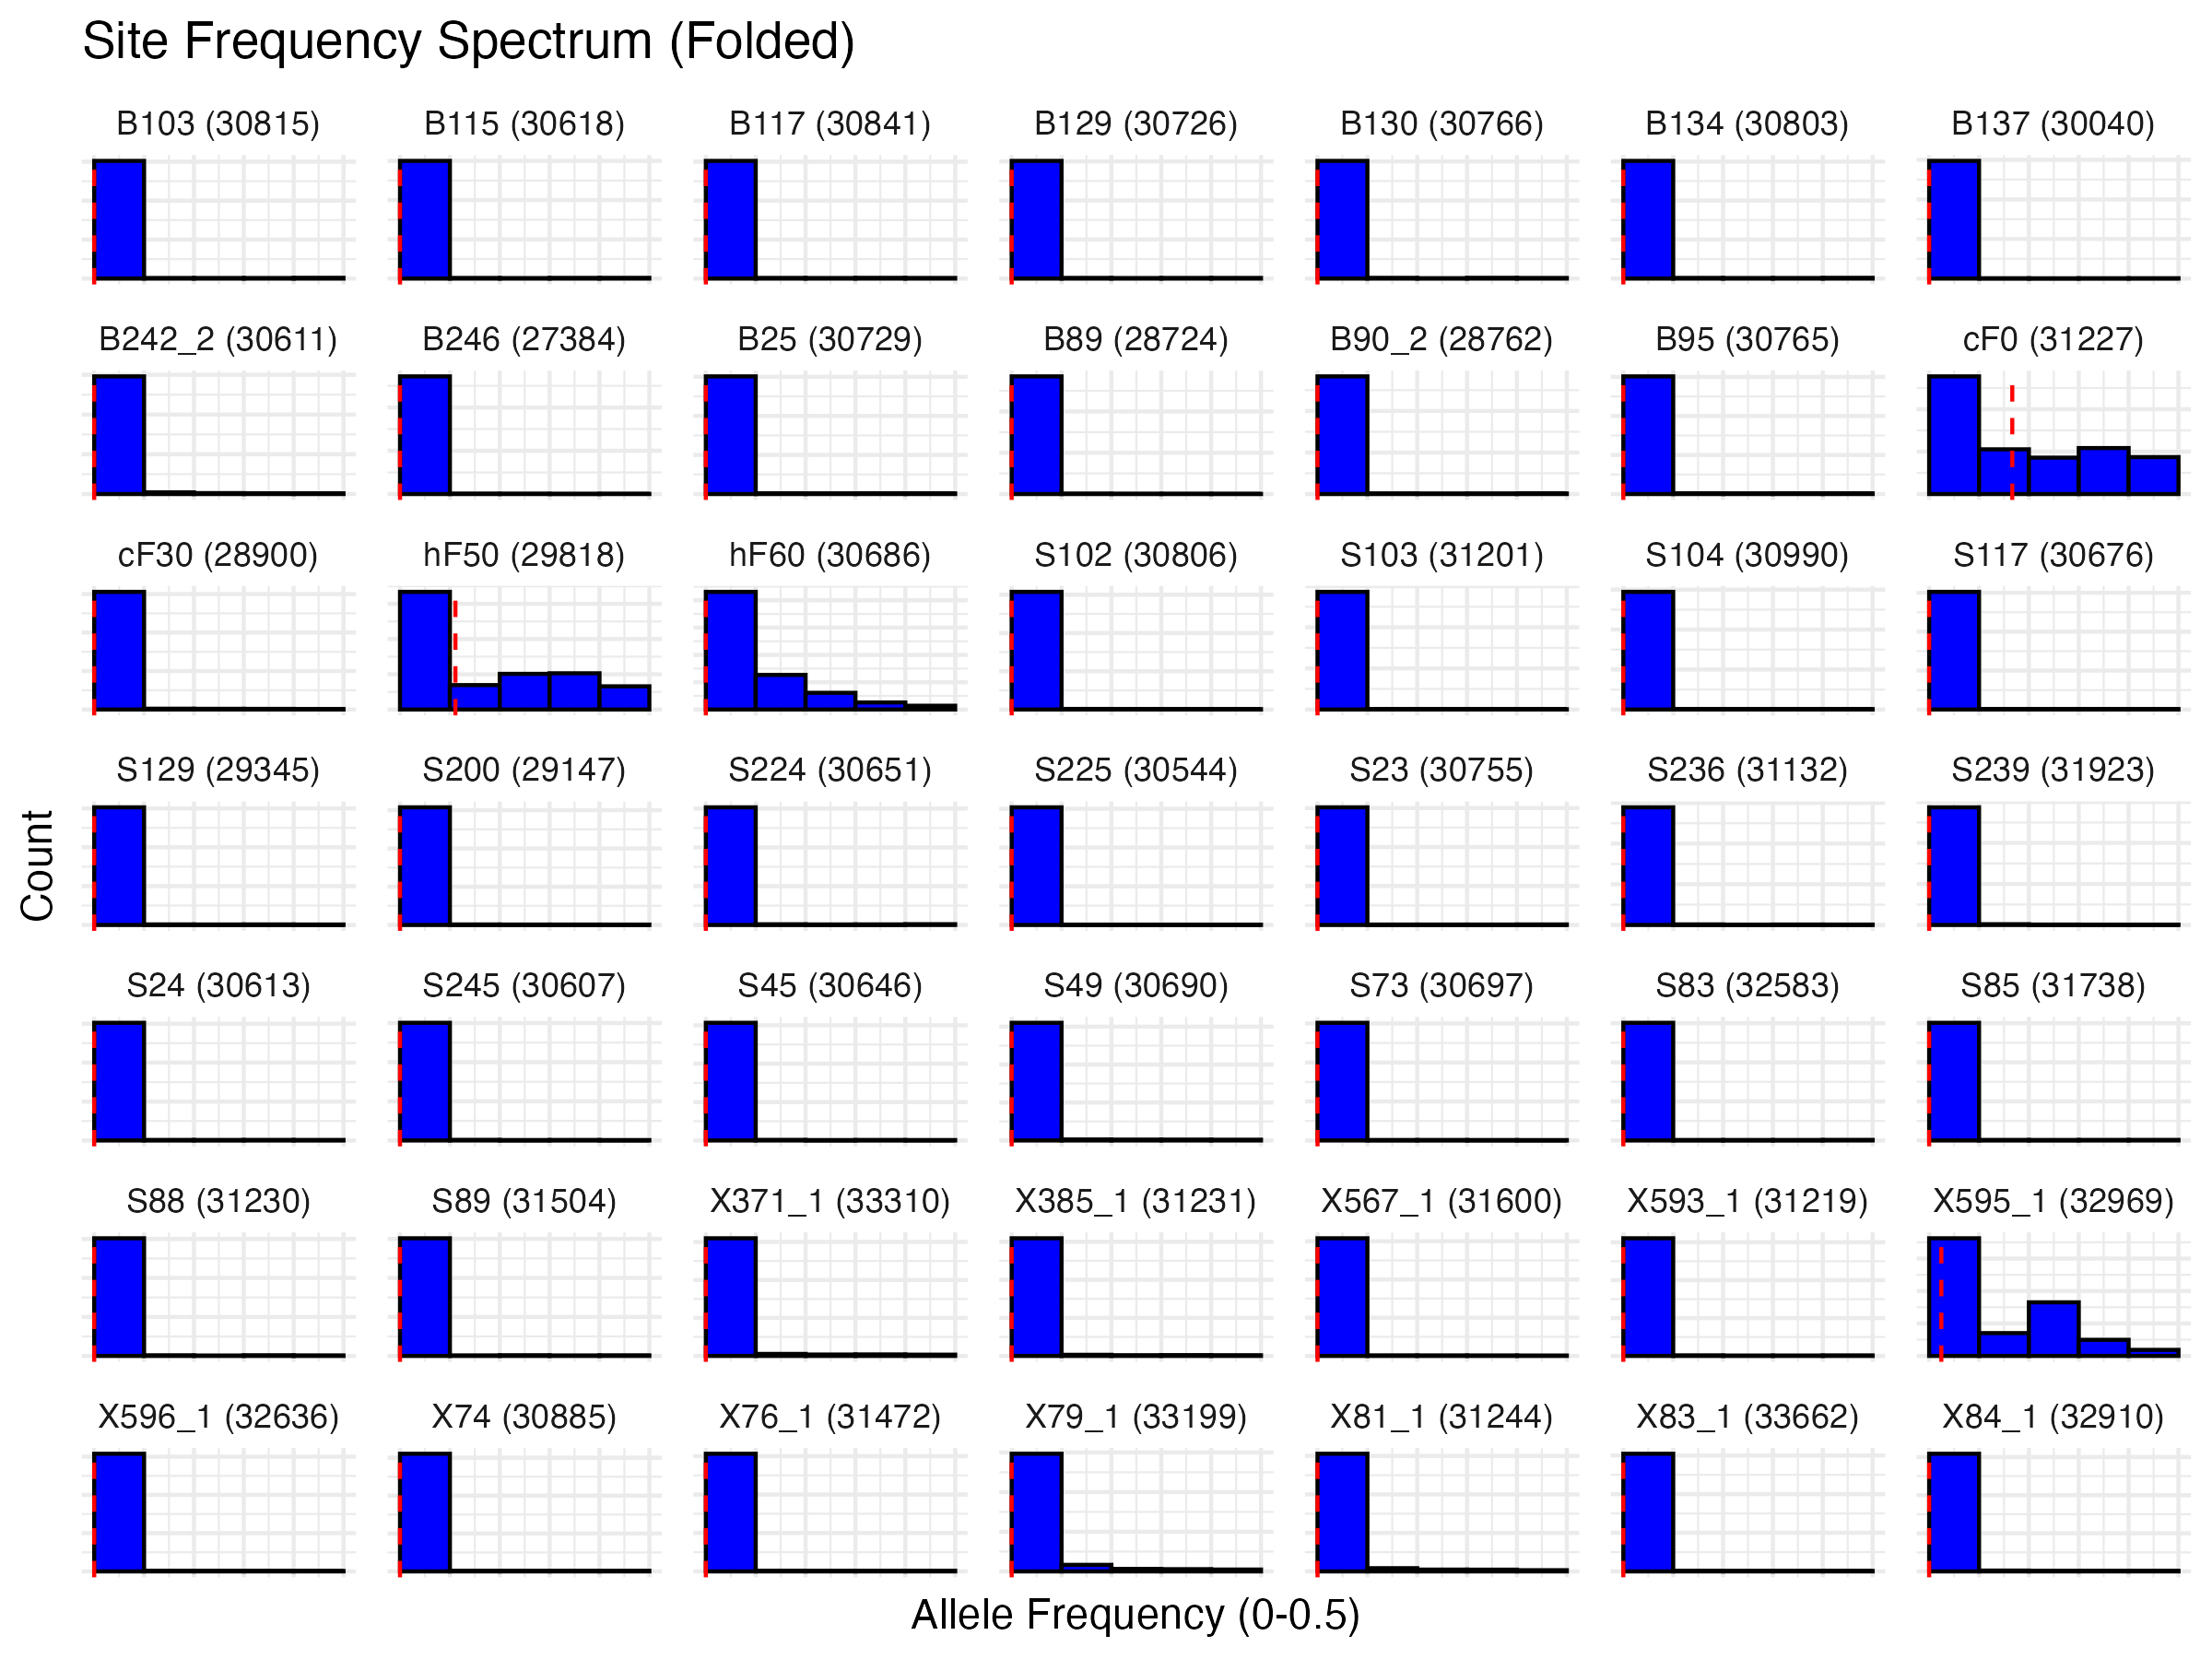 Site Frequency Spectrum (Folded)
B103 (30815) B115 (30618) B117 (30841) B129 (30726) B130 (30766) B134 (30803) B137 (30040)
B242_2 (30611) B246 (27384) B25 (30729) B89 (28724) B90_2 (28762) B95 (30765) cF0 (31227)
cF30 (28900) hF50 (29818) hF60 (30686) S102 (30806) S103 (31201) S104 (30990) S117 (30676)
S129 (29345) S200 (29147) S224 (30651) S225 (30544) S23 (30755) S236 (31132) S239 (31923)
Count
S24 (30613) S245 (30607) S45 (30646) S49 (30690) S73 (30697) S83 (32583) S85 (31738)
S88 (31230) S89 (31504) X371_1 (33310) X385_1 (31231) X567_1 (31600) X593_1 (31219) X595_1 (32969)
X596_1 (32636) X74 (30885) X76_1 (31472) X79_1 (33199) X81_1 (31244) X83_1 (33662) X84_1 (32910)
Allele Frequency (0-0.5)